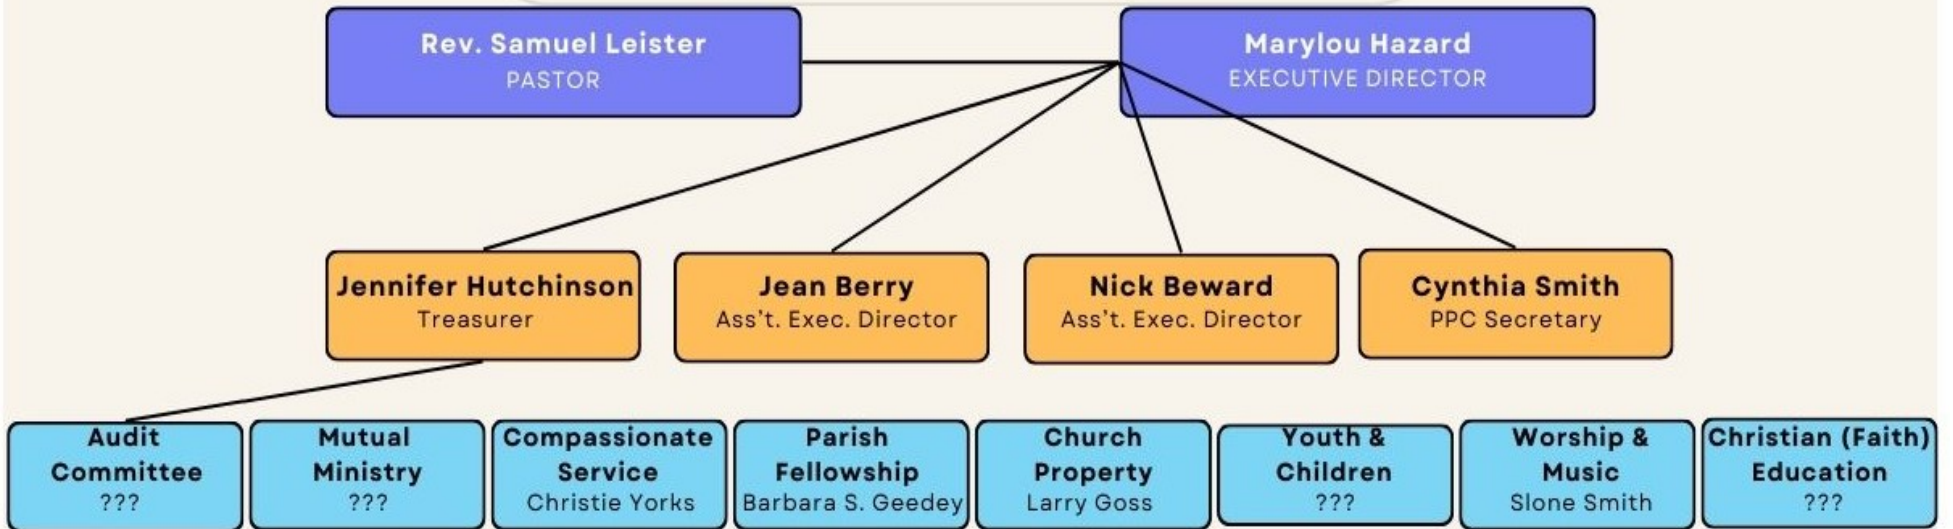 Rev. Samuel Leister
PASTOR
Marylou Hazard
EXECUTIVE DIRECTOR
Jennifer Hutchinson
Treasurer
Jean Berry
Ass't. Exec. Director
Nick Beward
Ass't. Exec. Director
Cynthia Smith
PPC Secretary
Audit
Committee
???
Mutual
Ministry
???
Compassionate
Service
Christie Yorks
Parish
Fellowship
Barbara S. Geedey
Church
Property
Larry Goss
Youth &
Children
???
Worship &
Music
Slone Smith
Christian (Faith)
Education
???